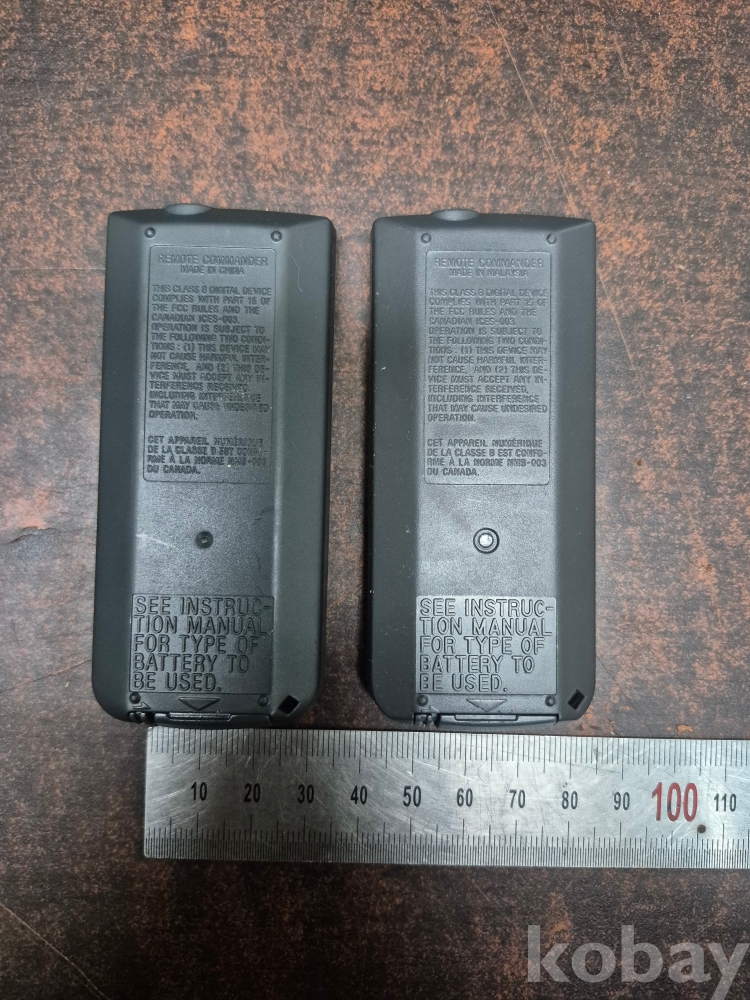 REMOTE COMMANDER
MADE IN CHINA
THIS CLASS B DIGITAL DEVICE
COMPLIES WITH PART 15 OF
THE FCC RULES AND THE
CANADIAN ICES-003.
OPERATION IS SUBJECT TO
THE FOLLOWING TWO CONDI-
TIONS : (1) THIS DEVICE MAY
NOT CAUSE HARMFUL INTER-
FERENCE, AND (2) THIS DE-
VICE MUST ACCEPT ANY IN-
TERFERENCE RECEIVED,
INCLUDING INTERFERENCE
THAT MAY CAUSE UNDESIRED
OPERATION.
CET APPAREIL NUMÉRIQUE
DE LA CLASSE B EST CONFO-
RME À LA NORME NMB-003
DU CANADA.
SEE INSTRUC-
TION MANUAL
FOR TYPE OF
BATTERY TO
BE USED.
REMOTE COMMANDER
MADE IN MALAYSIA
THIS CLASS B DIGITAL DEVICE
COMPLIES WITH PART 15 OF
THE FCC RULES AND THE
CANADIAN ICES-003.
OPERATION IS SUBJECT TO
THE FOLLOWING TWO CONDI-
TIONS : (1) THIS DEVICE MAY
NOT CAUSE HARMFUL INTER-
FERENCE, AND (2) THIS DE-
VICE MUST ACCEPT ANY IN-
TERFERENCE RECEIVED,
INCLUDING INTERFERENCE
THAT MAY CAUSE UNDESIRED
OPERATION.
CET APPAREIL NUMÉRIQUE
DE LA CLASSE B EST CONFO-
RME À LA NORME NMB-003
DU CANADA.
SEE INSTRUC-
TION MANUAL
FOR TYPE OF
BATTERY TO
BE USED.
10 20 30 40 50 60 70 80 90 100 110
kobay